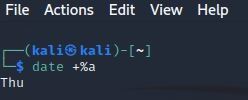 File Actions Edit View Help
┌──(kali㉿kali)-[~]
└─$ date +%a
Thu